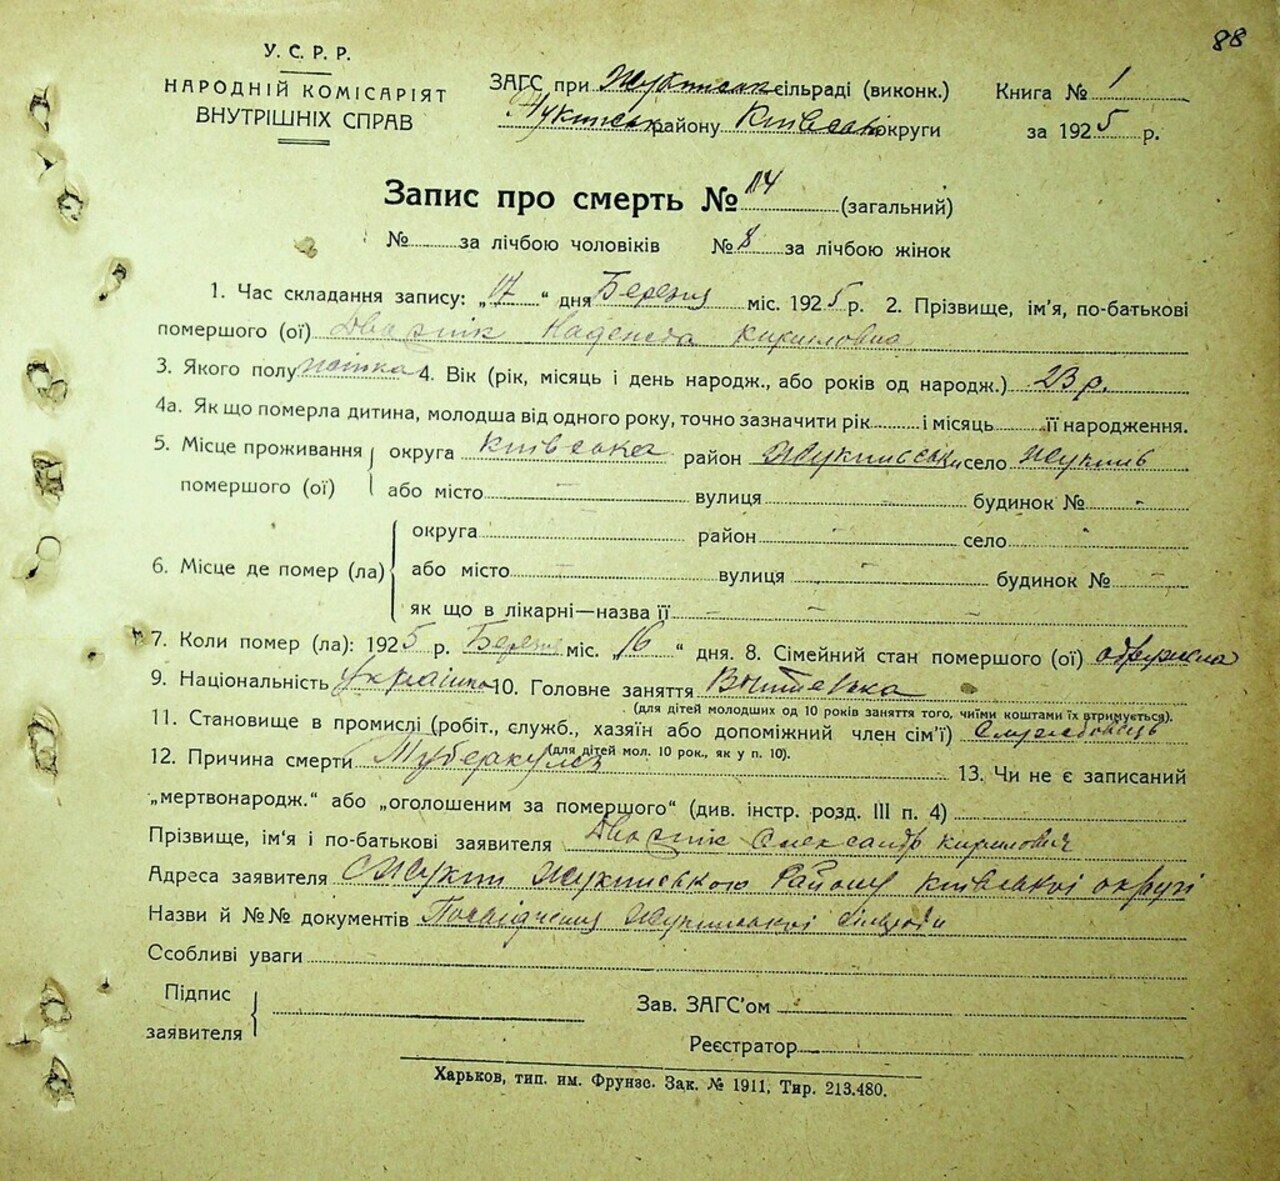 88
У. С. Р. Р.
НАРОДНІЙ КОМІСАРІЯТ
ВНУТРІШНІХ СПРАВ
ЗАГС при Жукинськ сільраді (виконк.)
Жукинськ району Київськ округи
Книга № 1
за 1925 р.
Запис про смерть № 14 (загальний)
№ за лічбою чоловіків № 8 за лічбою жінок
1. Час складання запису: „17“ дня Березня міс. 1925 р. 2. Прізвище, ім'я, по-батькові
помершого (ої) Кириловна
3. Якого полу жінка 4. Вік (рік, місяць і день народж., або років од народж.) 23 р.
4а. Як що померла дитина, молодша від одного року, точно зазначити рік і місяць її народження.
5. Місце проживання помершого (ої) округа Київська район село Жукинь
або місто вулиця - будинок № -
6. Місце де помер (ла) округа район село
або місто вулиця будинок № -
як що в лікарні—назва її - - - -
7. Коли помер (ла): 1925 р. Березня міс. „16“ дня. 8. Сімейний стан помершого (ої)
9. Національність Українка 10. Головне заняття
(для дітей молодших од 10 років заняття того, чиїми коштами їх втримується).
11. Становище в промислі (робіт., служб., хазяїн або допоміжний член сім'ї)
(для дітей мол. 10 рок., як у п. 10).
12. Причина смерти Туберкульоз 13. Чи не є записаний
„мертвонародж.“ або „оголошеним за помершого“ (див. інстр. розд. III п. 4)
Прізвище, ім'я і по-батькові заявителя Олександр Кирилович
Адреса заявителя Жукинського Району Київської округи
Назви й №№ документів Посвідчення Жукинської сільради
Особливі уваги
Підпис заявителя
Зав. ЗАГС'ом
Реєстратор
Харьков, тип. им. Фрунзе. Зак. № 1911, Тир. 213.480.